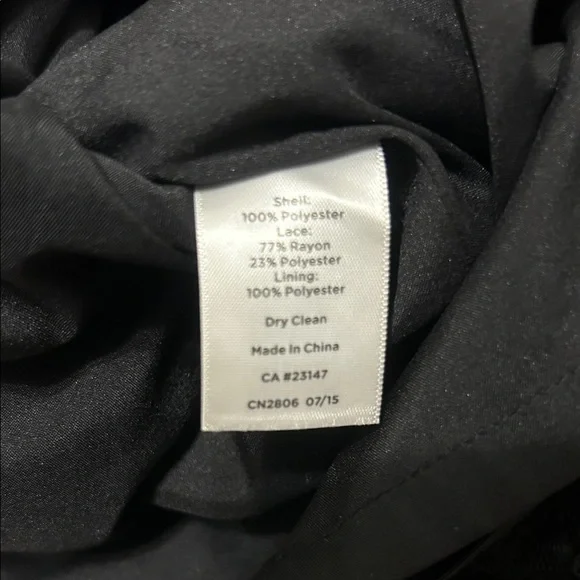 Shell:
100% Polyester
Lace:
77% Rayon
23% Polyester
Lining:
100% Polyester
Dry Clean
Made In China
CA #23147
CN2806 07/15